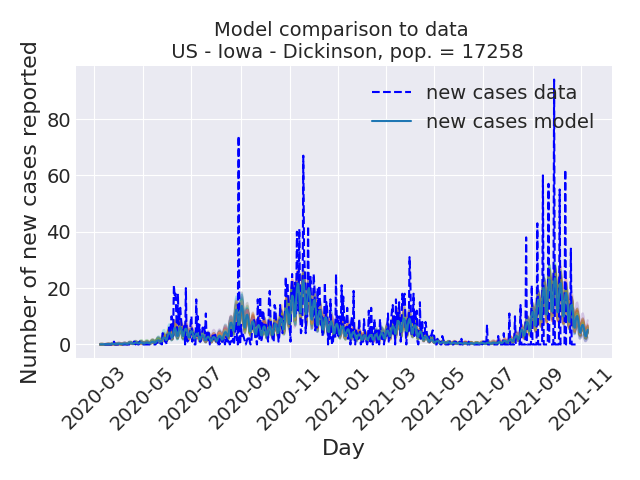 Model comparison to data
US - Iowa - Dickinson, pop. = 17258
new cases data
new cases model
Number of new cases reported
80
60
40
20
0
2020-03
2020-05
2020-07
2020-09
2020-11
2021-01
2021-03
2021-05
2021-07
2021-09
2021-11
Day